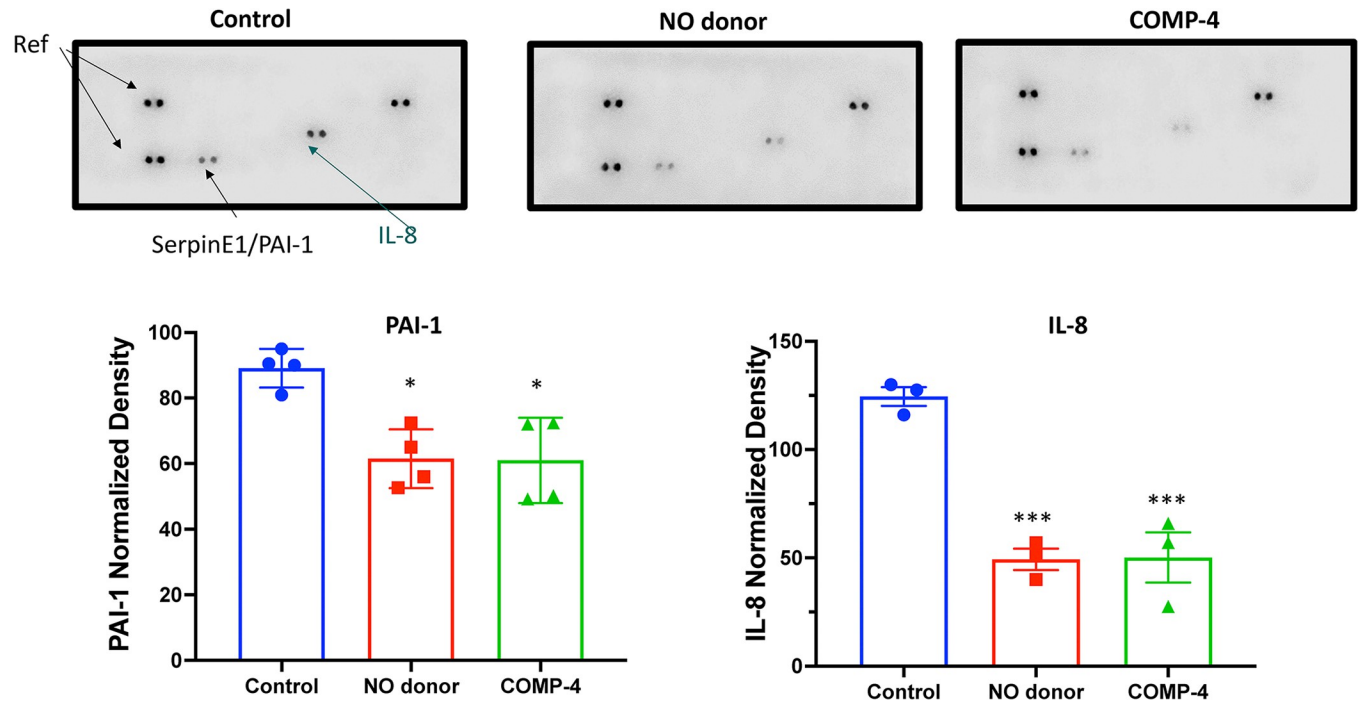 Control
NO donor
COMP-4
Ref
SerpinE1/PAI-1
IL-8
PAI-1
PAI-1 Normalized Density
100
80
60
40
20
0
*
*
Control
NO donor
COMP-4
IL-8
IL-8 Normalized Density
150
100
50
0
***
***
Control
NO donor
COMP-4